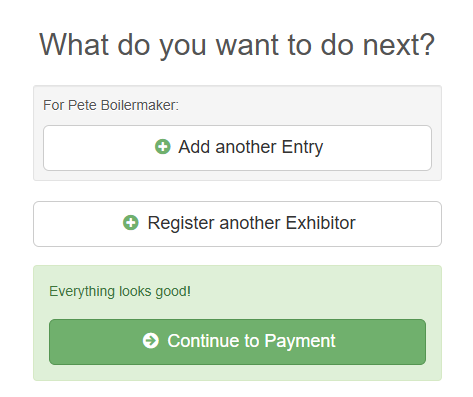 What do you want to do next?
For Pete Boilermaker:
Add another Entry
Register another Exhibitor
Everything looks good!
Continue to Payment